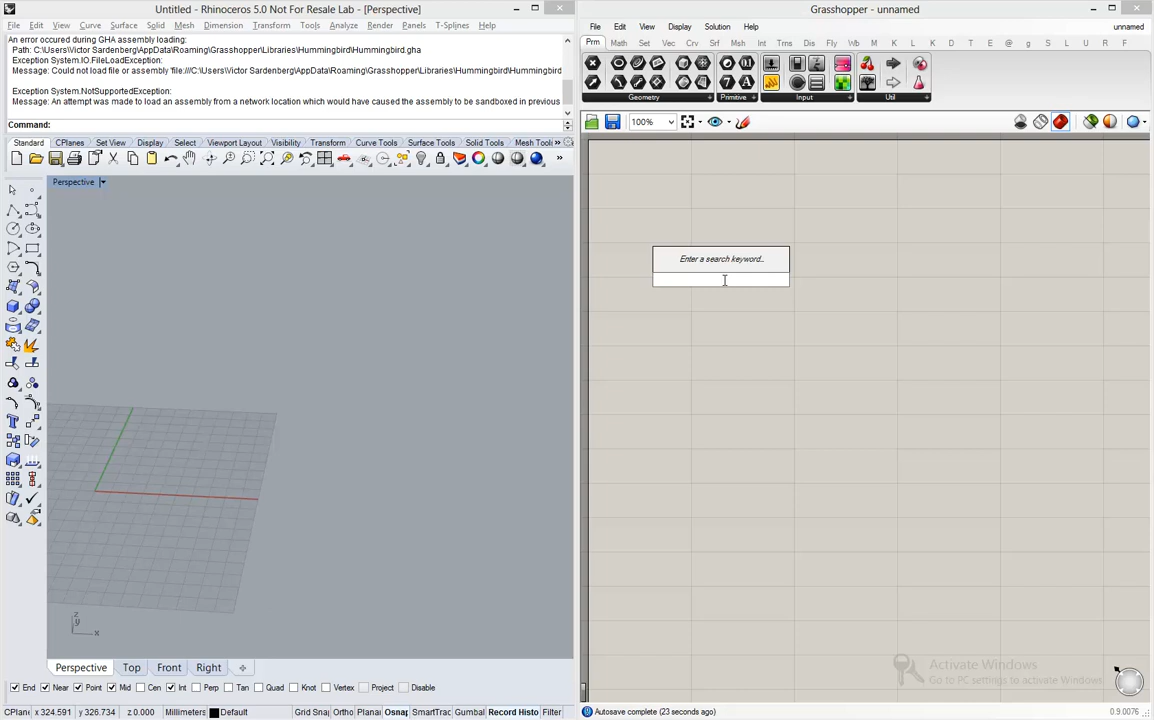 Untitled - Rhinoceros 5.0 Not For Resale Lab - [Perspective]
File Edit View Curve Surface Solid Mesh Dimension Transform Tools Analyze Render Panels T-Splines Help
An error occured during GHA assembly loading:
Path: C:\Users\Victor Sardenberg\AppData\Roaming\Grasshopper\Libraries\Hummingbird\Hummingbird.gha
Exception System.IO.FileLoadException:
Message: Could not load file or assembly 'file:///C:\Users\Victor Sardenberg\AppData\Roaming\Grasshopper\Libraries\Hummingbird\Hummingbird
Exception System.NotSupportedException:
Message: An attempt was made to load an assembly from a network location which would have caused the assembly to be sandboxed in previous
Command:
Standard CPlanes Set View Display Select Viewport Layout Visibility Transform Curve Tools Surface Tools Solid Tools Mesh Tools »
Perspective
z
y
x
Perspective Top Front Right
End Near Point Mid Cen Int Perp Tan Quad Knot Vertex Project Disable
CPlane x 324.591 y 326.734 z 0.000 Millimeters Default Grid Snap Ortho Planar Osnap SmartTrac Gumbal Record Histo Filter
Grasshopper - unnamed
File Edit View Display Solution Help unnamed
Prm Math Set Vec Crv Srf Msh Int Trns Dis Fly Wb M L K L D K T E @ g S H V U T F
Geometry Primitive Input Util
100%
Enter a search keyword..
Activate Windows
Go to PC settings to activate Windows.
Autosave complete (23 seconds ago) 0.9.0076